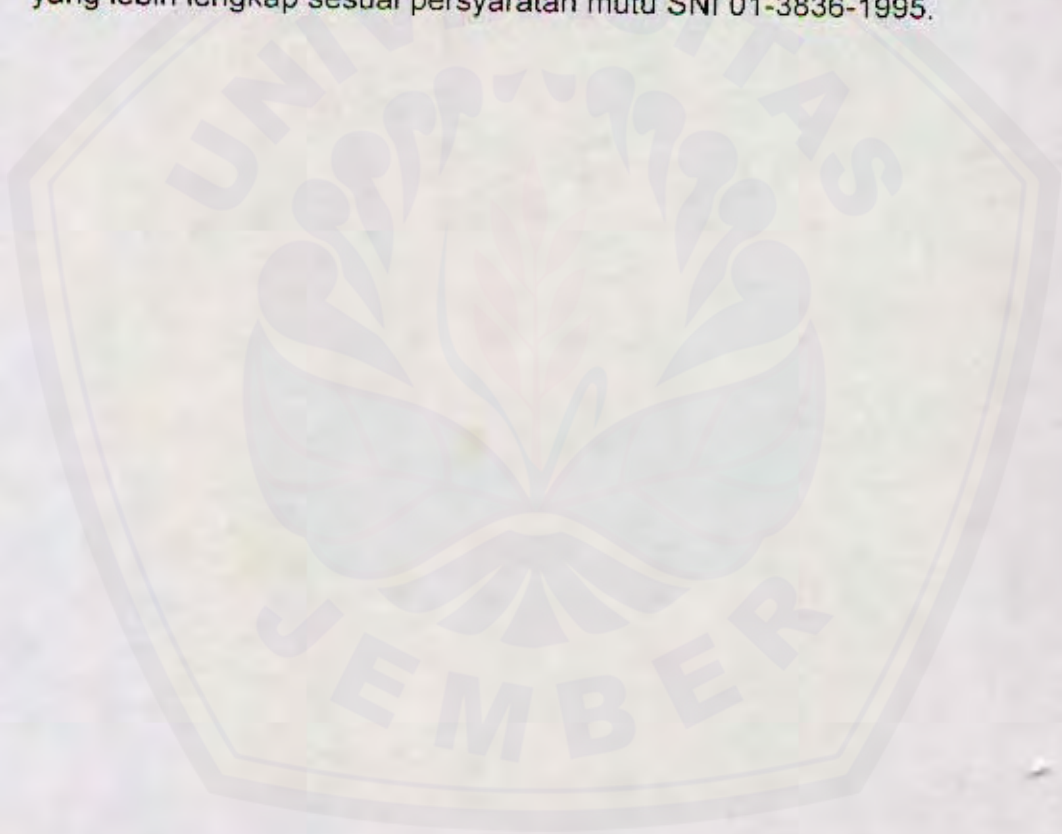 yang lebih lengkap sesuai persyaratan mutu SNI 01-3836-1995.
UNIVERSITAS
JEMBER